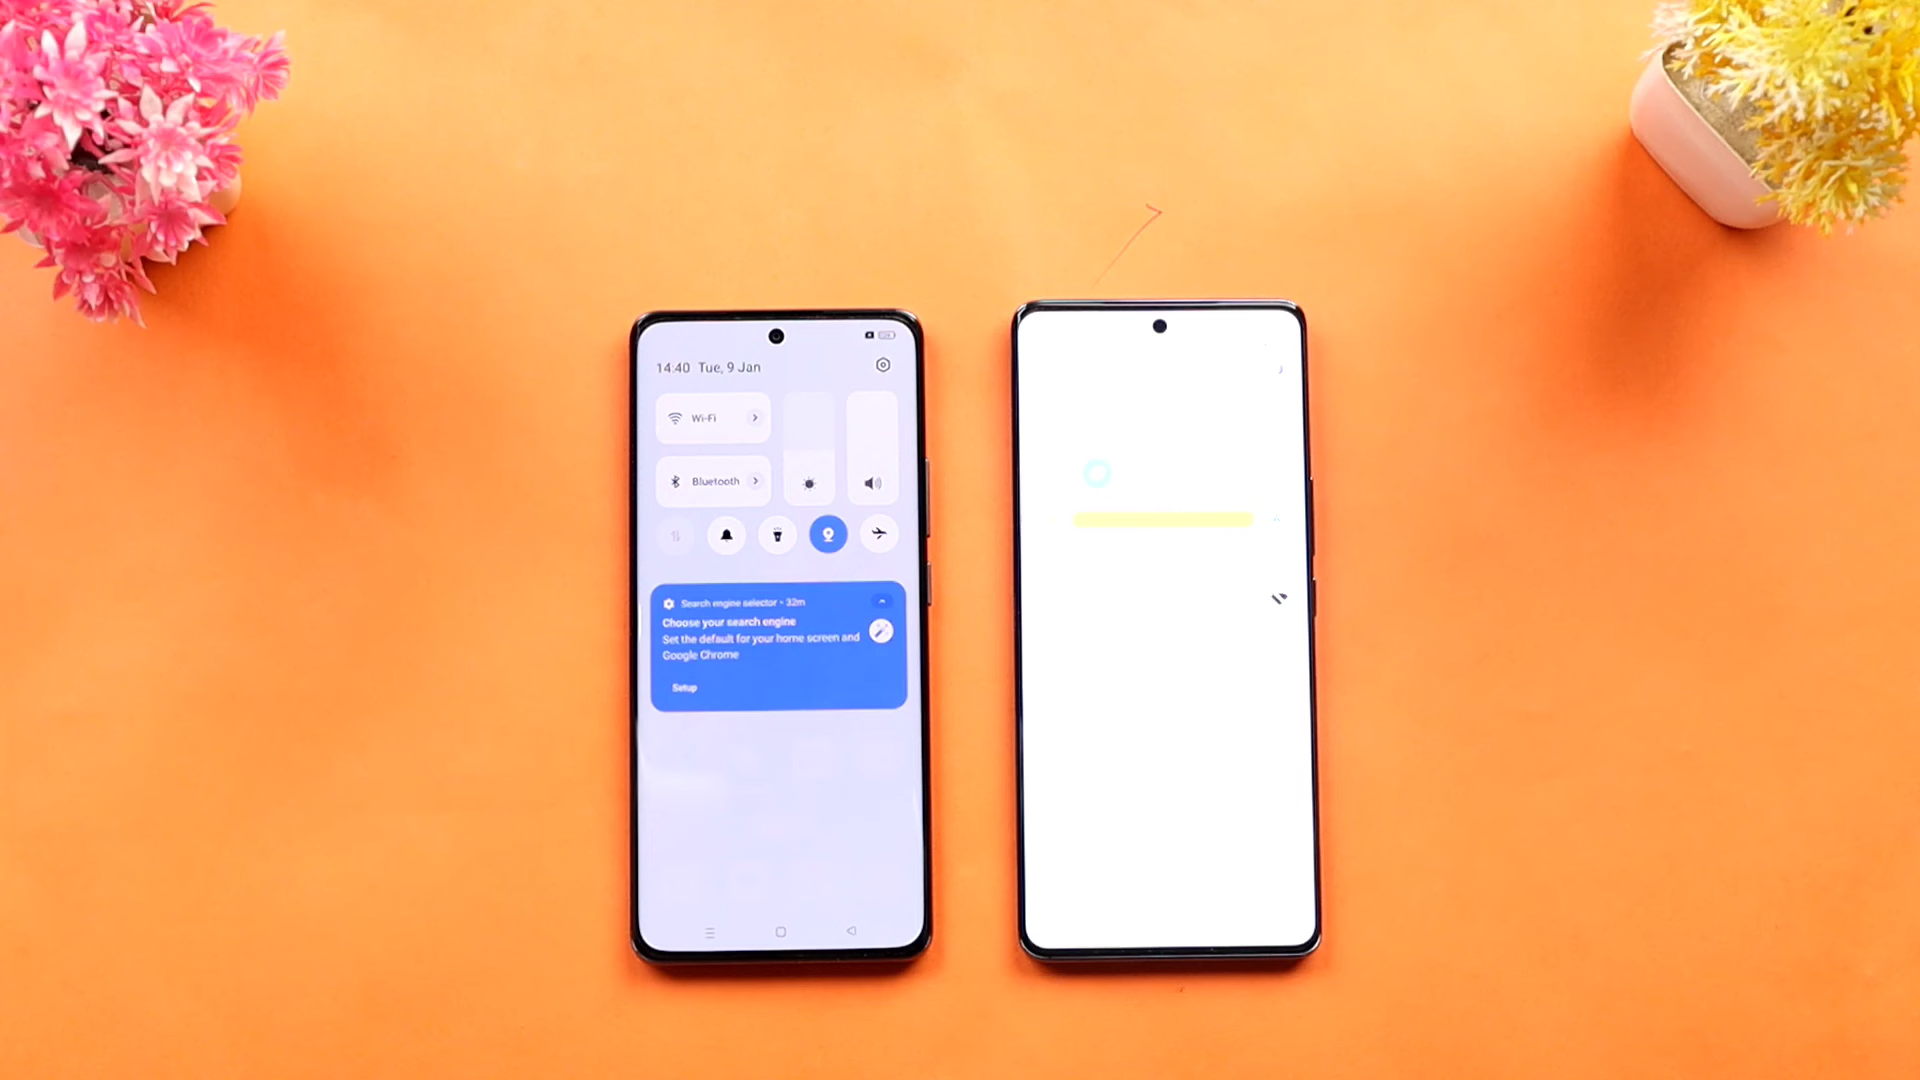 14:40 Tue, 9 Jan
Wi-Fi
Bluetooth
Search engine selector • 32m
Choose your search engine
Set the default for your home screen and
Google Chrome
Setup